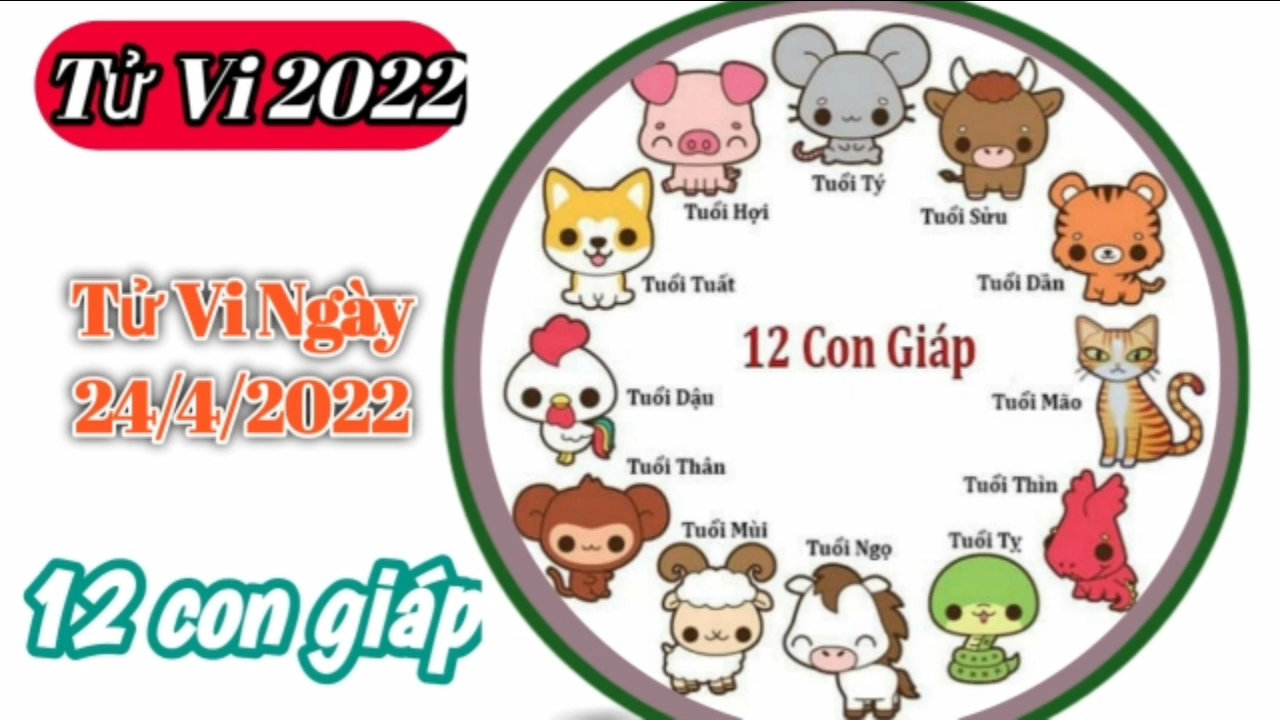 Tử Vi 2022
Tử Vi Ngày
24/4/2022
12 con giáp
Tuổi Tý
Tuổi Sửu
Tuổi Dần
Tuổi Mão
Tuổi Thìn
Tuổi Tỵ
Tuổi Ngọ
Tuổi Mùi
Tuổi Thân
Tuổi Dậu
Tuổi Tuất
Tuổi Hợi
12 Con Giáp